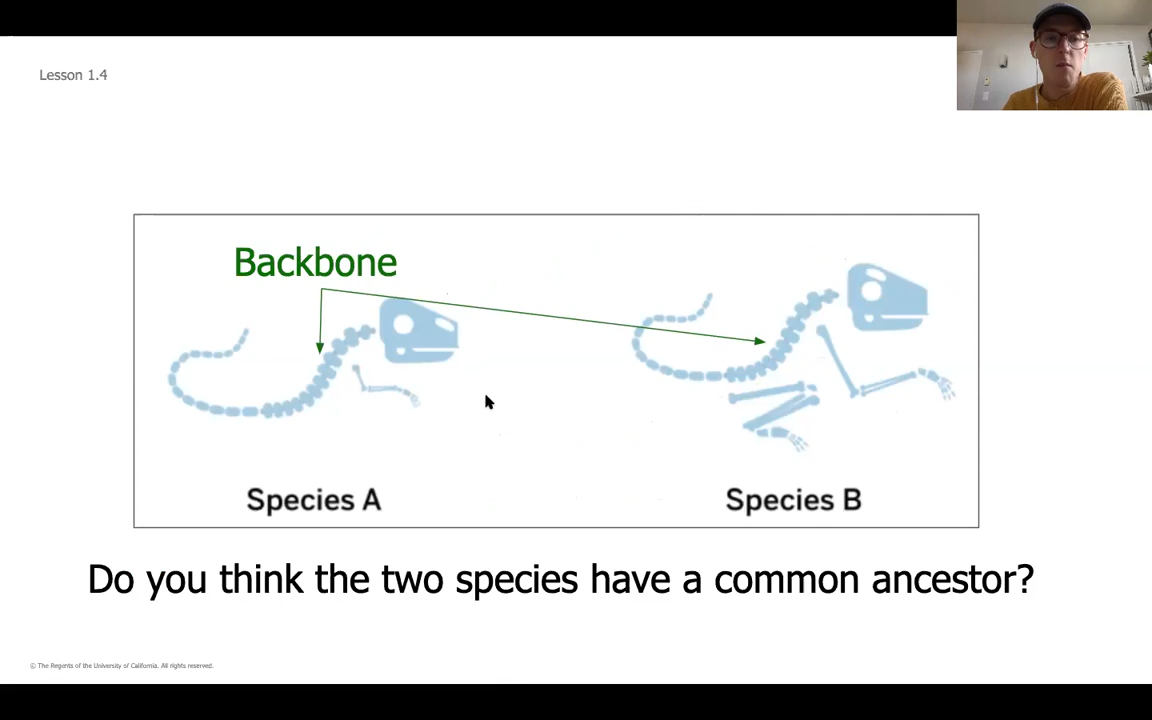 Lesson 1.4
Backbone
Species A
Species B
Do you think the two species have a common ancestor?
© The Regents of the University of California. All rights reserved.